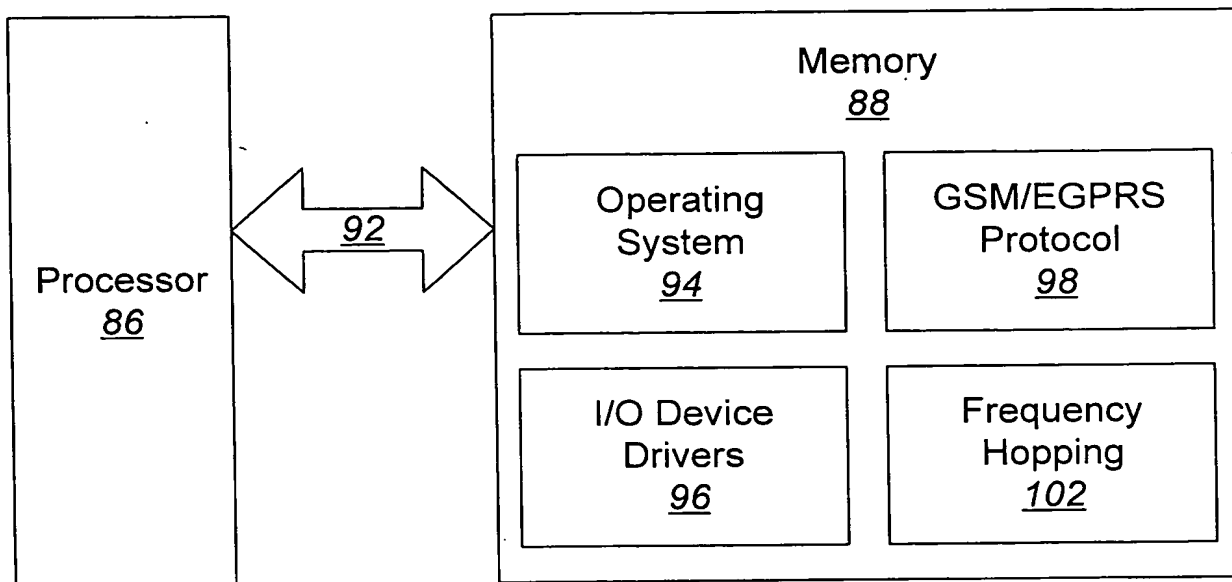 Processor
86
92
Memory
88
Operating
System
94
GSM/EGPRS
Protocol
98
I/O Device
Drivers
96
Frequency
Hopping
102